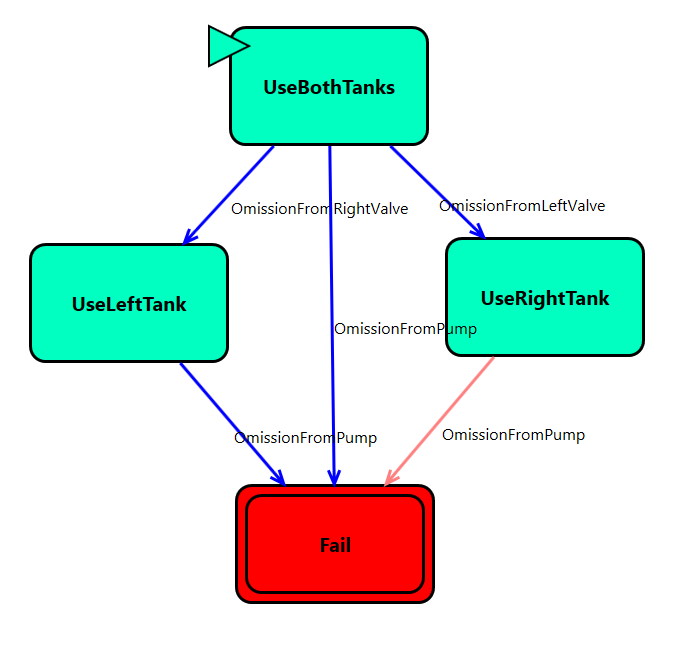 UseBothTanks
OmissionFromRightValve
OmissionFromLeftValve
UseLeftTank
UseRightTank
OmissionFromPump
OmissionFromPump
OmissionFromPump
Fail